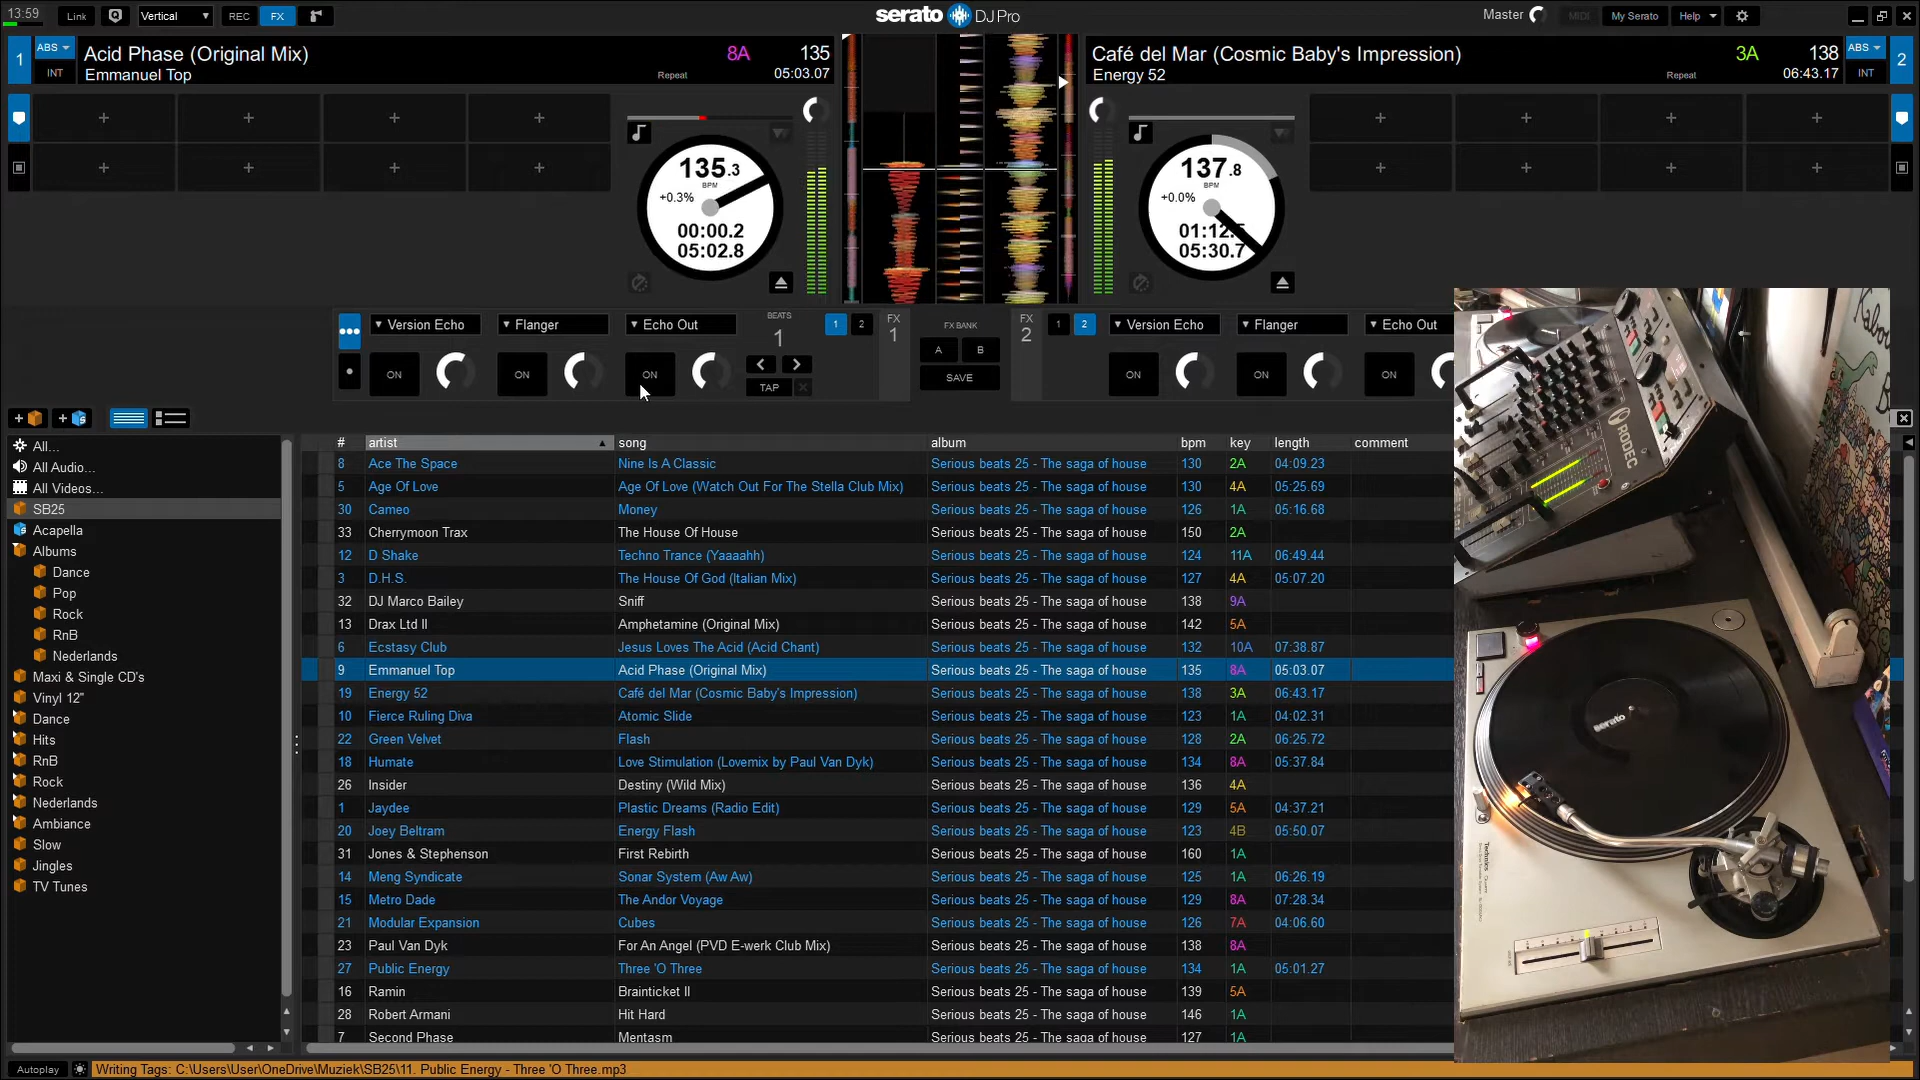 13:59 Link Vertical REC FX serato DJ Pro Master MIDI My Serato Help
1 ABS INT Acid Phase (Original Mix) 8A 135
Emmanuel Top Repeat 05:03.07
Café del Mar (Cosmic Baby's Impression) 3A 138 ABS INT 2
Energy 52 Repeat 06:43.17
135.3
BPM
+0.3%
00:00.2
05:02.8
137.8
BPM
+0.0%
05:30.7
Version Echo Flanger Echo Out BEATS 1 1 2 FX 1
ON ON ON TAP
FX BANK
A B
SAVE
FX 2 1 2 Version Echo Flanger Echo Out
ON ON ON
All...
All Audio...
All Videos...
SB25
Acapella
Albums
Dance
Pop
Rock
RnB
Nederlands
Maxi & Single CD's
Vinyl 12"
Dance
Hits
RnB
Rock
Nederlands
Ambiance
Slow
Jingles
TV Tunes
# artist song album bpm key length comment
8 Ace The Space Nine Is A Classic Serious beats 25 - The saga of house 130 2A 04:09.23
5 Age Of Love Age Of Love (Watch Out For The Stella Club Mix) Serious beats 25 - The saga of house 130 4A 05:25.69
30 Cameo Money Serious beats 25 - The saga of house 126 1A 05:16.68
33 Cherrymoon Trax The House Of House Serious beats 25 - The saga of house 150 2A
12 D Shake Techno Trance (Yaaaahh) Serious beats 25 - The saga of house 124 11A 06:49.44
3 D.H.S. The House Of God (Italian Mix) Serious beats 25 - The saga of house 127 4A 05:07.20
32 DJ Marco Bailey Sniff Serious beats 25 - The saga of house 138 9A
13 Drax Ltd II Amphetamine (Original Mix) Serious beats 25 - The saga of house 142 5A
6 Ecstasy Club Jesus Loves The Acid (Acid Chant) Serious beats 25 - The saga of house 132 10A 07:38.87
9 Emmanuel Top Acid Phase (Original Mix) Serious beats 25 - The saga of house 135 8A 05:03.07
19 Energy 52 Café del Mar (Cosmic Baby's Impression) Serious beats 25 - The saga of house 138 3A 06:43.17
10 Fierce Ruling Diva Atomic Slide Serious beats 25 - The saga of house 123 1A 04:02.31
22 Green Velvet Flash Serious beats 25 - The saga of house 128 2A 06:25.72
18 Humate Love Stimulation (Lovemix by Paul Van Dyk) Serious beats 25 - The saga of house 134 8A 05:37.84
26 Insider Destiny (Wild Mix) Serious beats 25 - The saga of house 136 4A
1 Jaydee Plastic Dreams (Radio Edit) Serious beats 25 - The saga of house 129 5A 04:37.21
20 Joey Beltram Energy Flash Serious beats 25 - The saga of house 123 4B 05:50.07
31 Jones & Stephenson First Rebirth Serious beats 25 - The saga of house 160 1A
14 Meng Syndicate Sonar System (Aw Aw) Serious beats 25 - The saga of house 125 1A 06:26.19
15 Metro Dade The Andor Voyage Serious beats 25 - The saga of house 129 8A 07:28.34
21 Modular Expansion Cubes Serious beats 25 - The saga of house 126 7A 04:06.60
23 Paul Van Dyk For An Angel (PVD E-werk Club Mix) Serious beats 25 - The saga of house 138 8A
27 Public Energy Three 'O Three Serious beats 25 - The saga of house 134 1A 05:01.27
16 Ramin Brainticket II Serious beats 25 - The saga of house 139 5A
28 Robert Armani Hit Hard Serious beats 25 - The saga of house 146 1A
7 Second Phase Mentasm Serious beats 25 - The saga of house 127 1A
RODEC
serato
Technics
Autoplay Writing Tags: C:\Users\User\OneDrive\Muziek\SB25\11. Public Energy - Three 'O Three.mp3